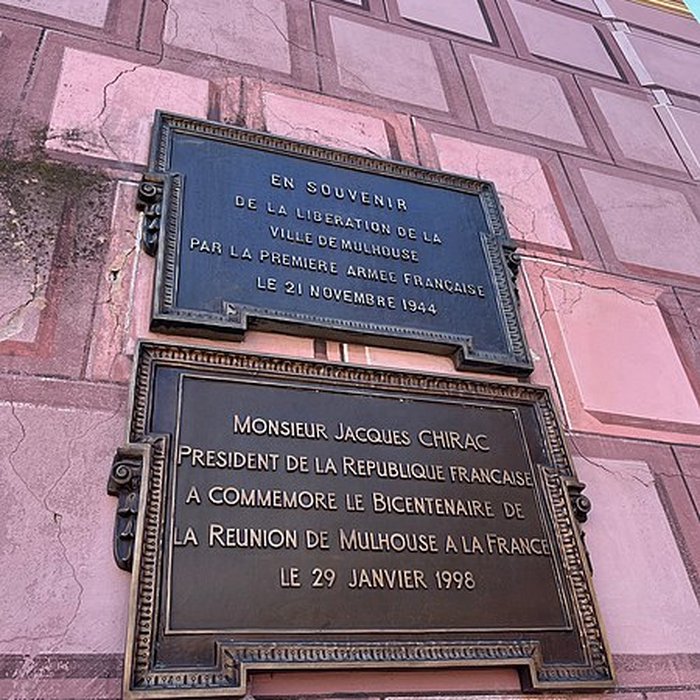 EN SOUVENIR
DE LA LIBERATION DE LA
VILLE DE MULHOUSE
PAR LA PREMIERE ARMEE FRANÇAISE
LE 21 NOVEMBRE 1944
MONSIEUR JACQUES CHIRAC
PRESIDENT DE LA REPUBLIQUE FRANCAISE
A COMMEMORE LE BICENTENAIRE DE
LA REUNION DE MULHOUSE A LA FRANCE
LE 29 JANVIER 1998